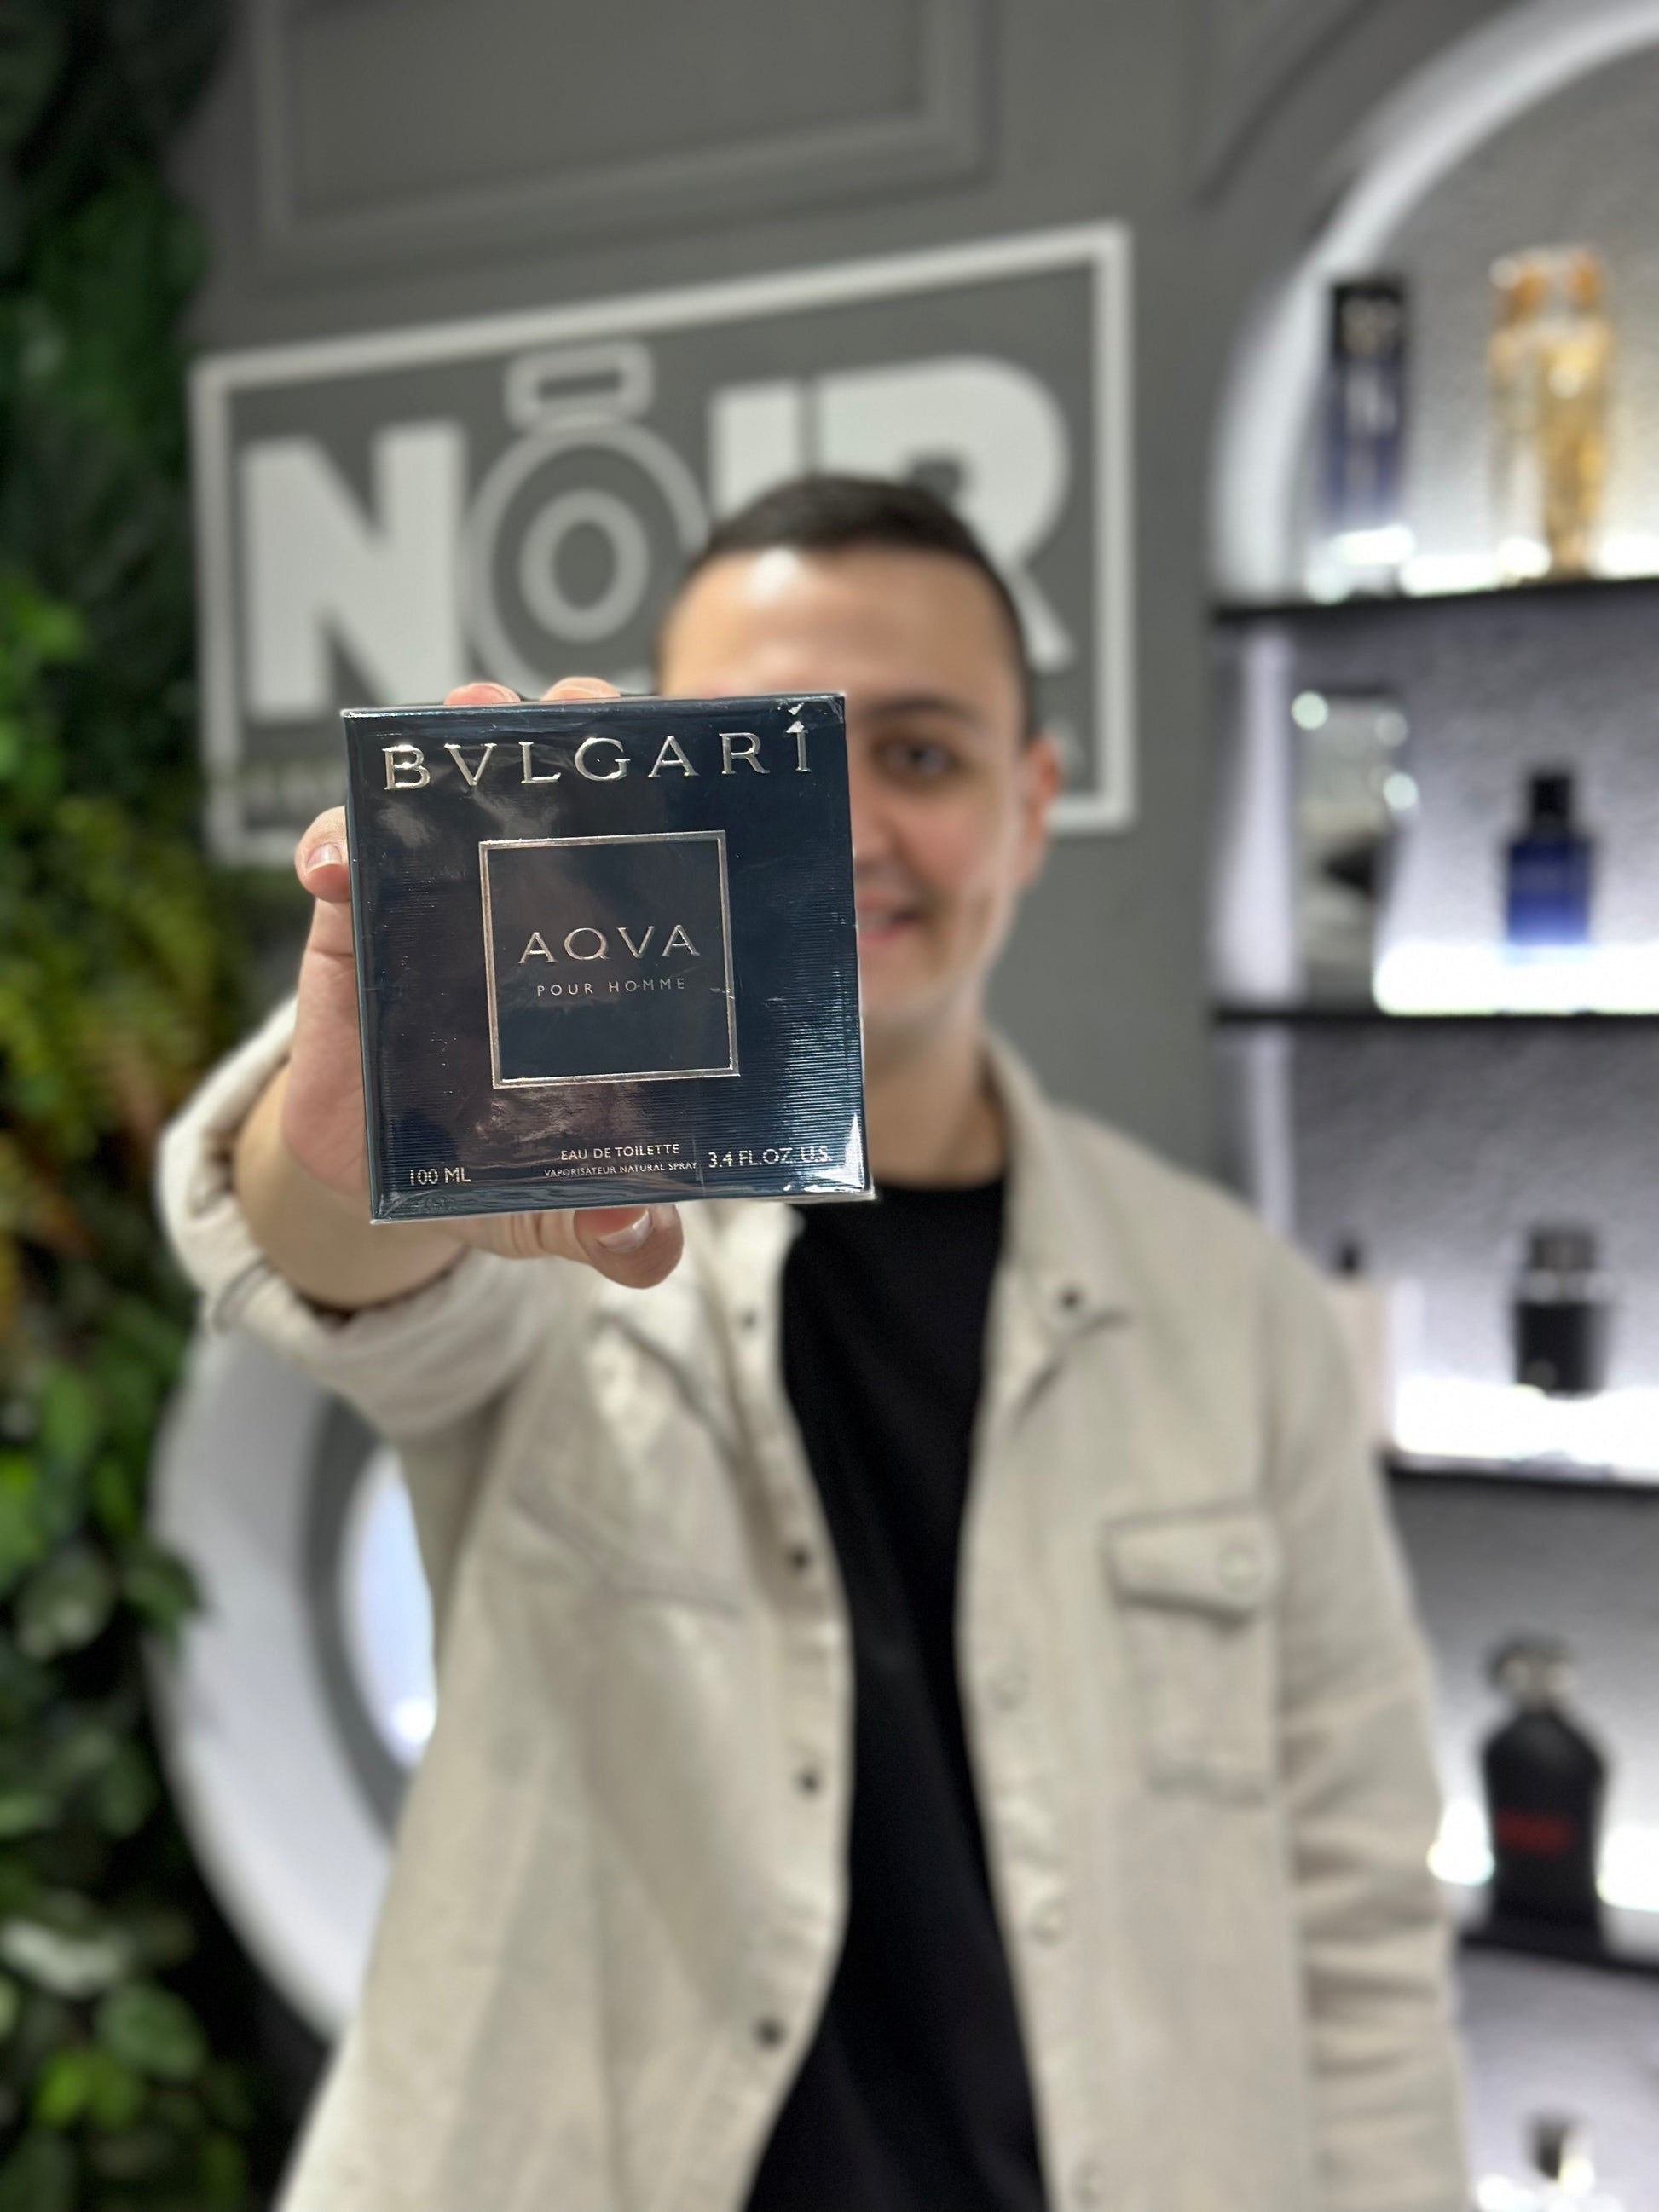 NOIR
BVLGARI
AQVA
POUR HOMME
EAU DE TOILETTE
VAPORISATEUR NATURAL SPRAY
100 ML
3.4 FL.OZ. U.S.